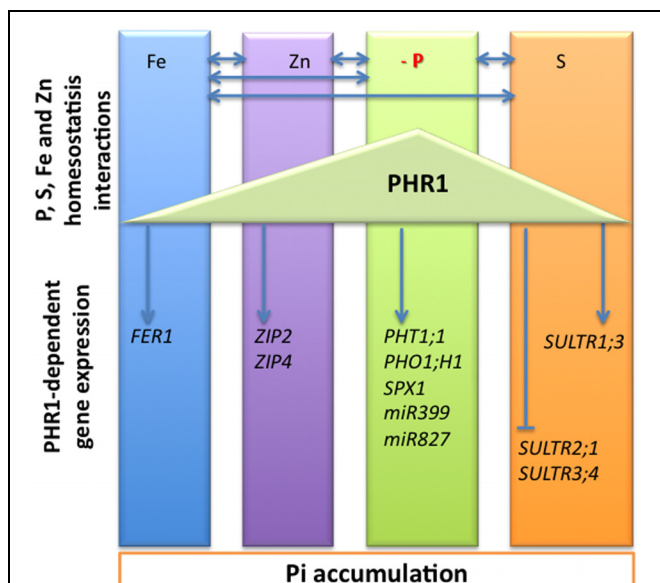 Fe Zn - P S
P, S, Fe and Zn
homestatisis
interactions
PHR1
PHR1-dependent
gene expression
FER1
ZIP2
ZIP4
PHT1;1
PHO1;H1
SPX1
miR399
miR827
SULTR1;3
SULTR2;1
SULTR3;4
Pi accumulation